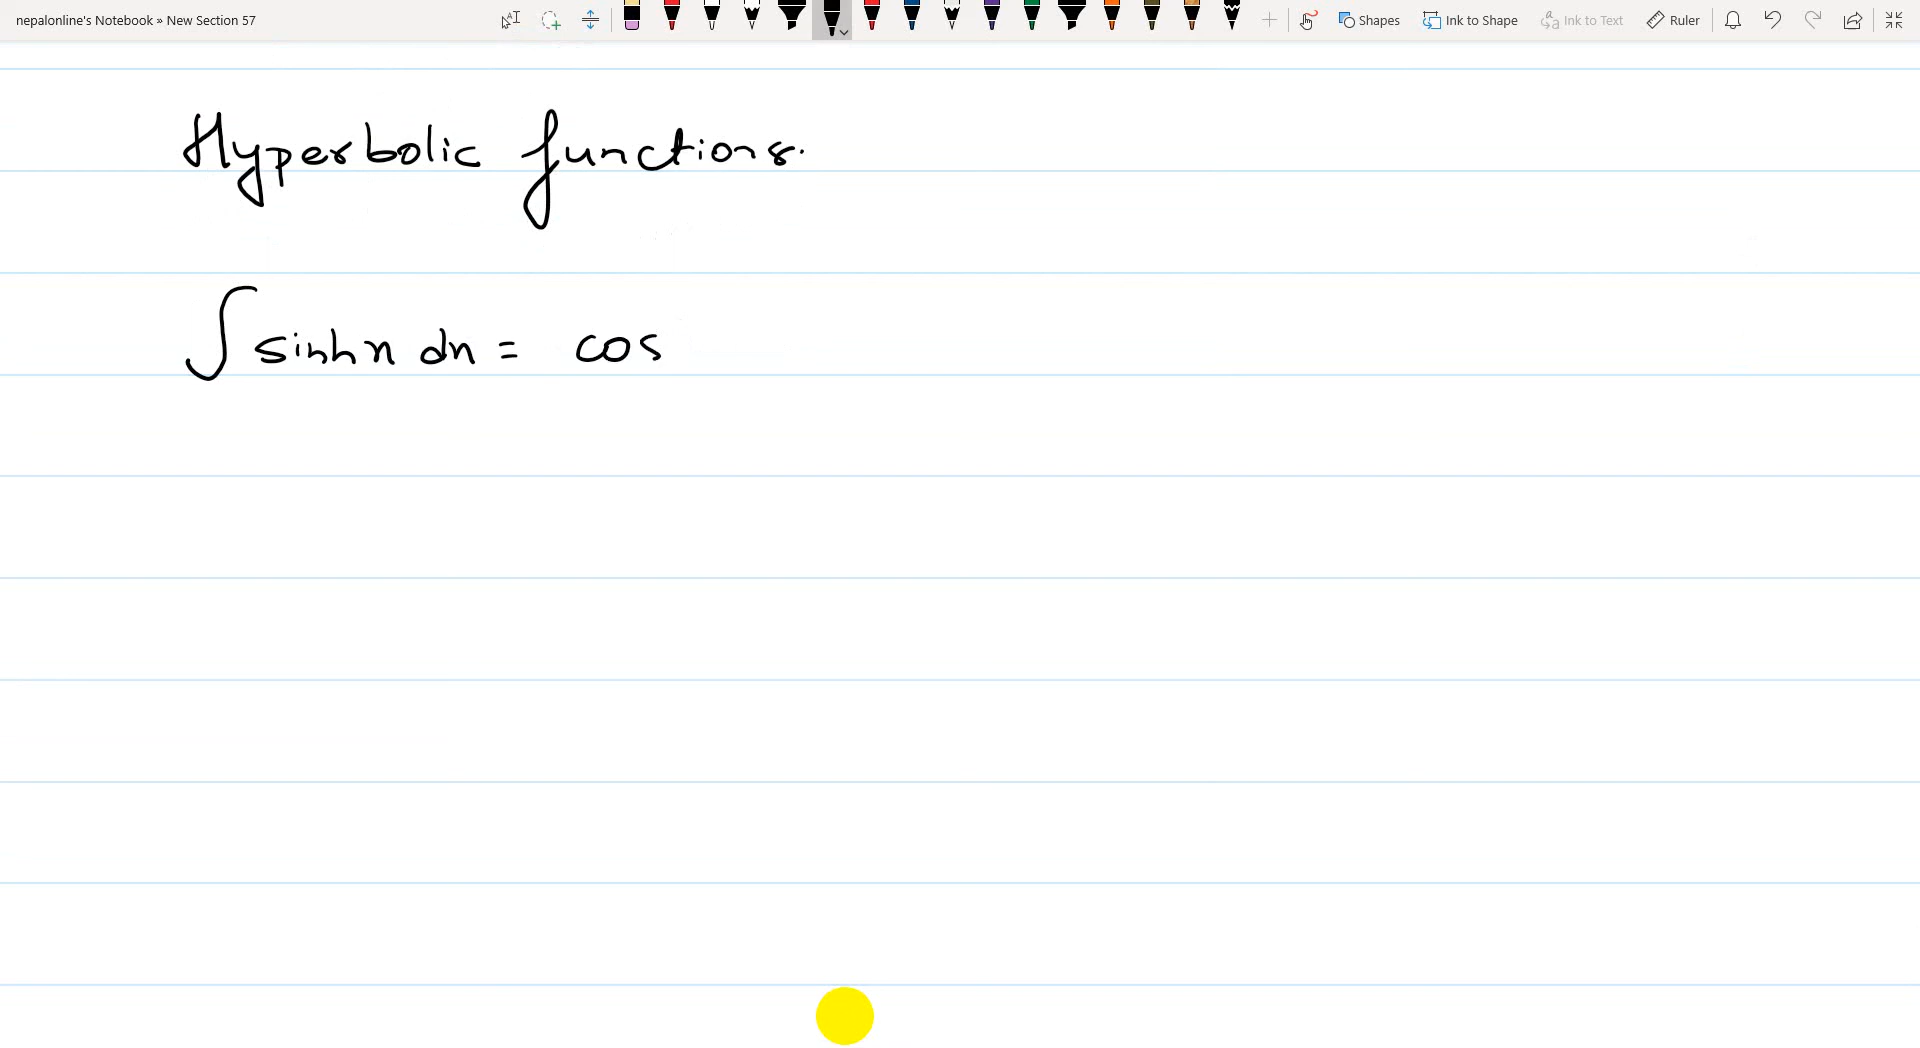 nepalonline's Notebook » New Section 57
Shapes
Ink to Shape
Ink to Text
Ruler
Hyperbolic functions.
∫ sinhx dx = cos